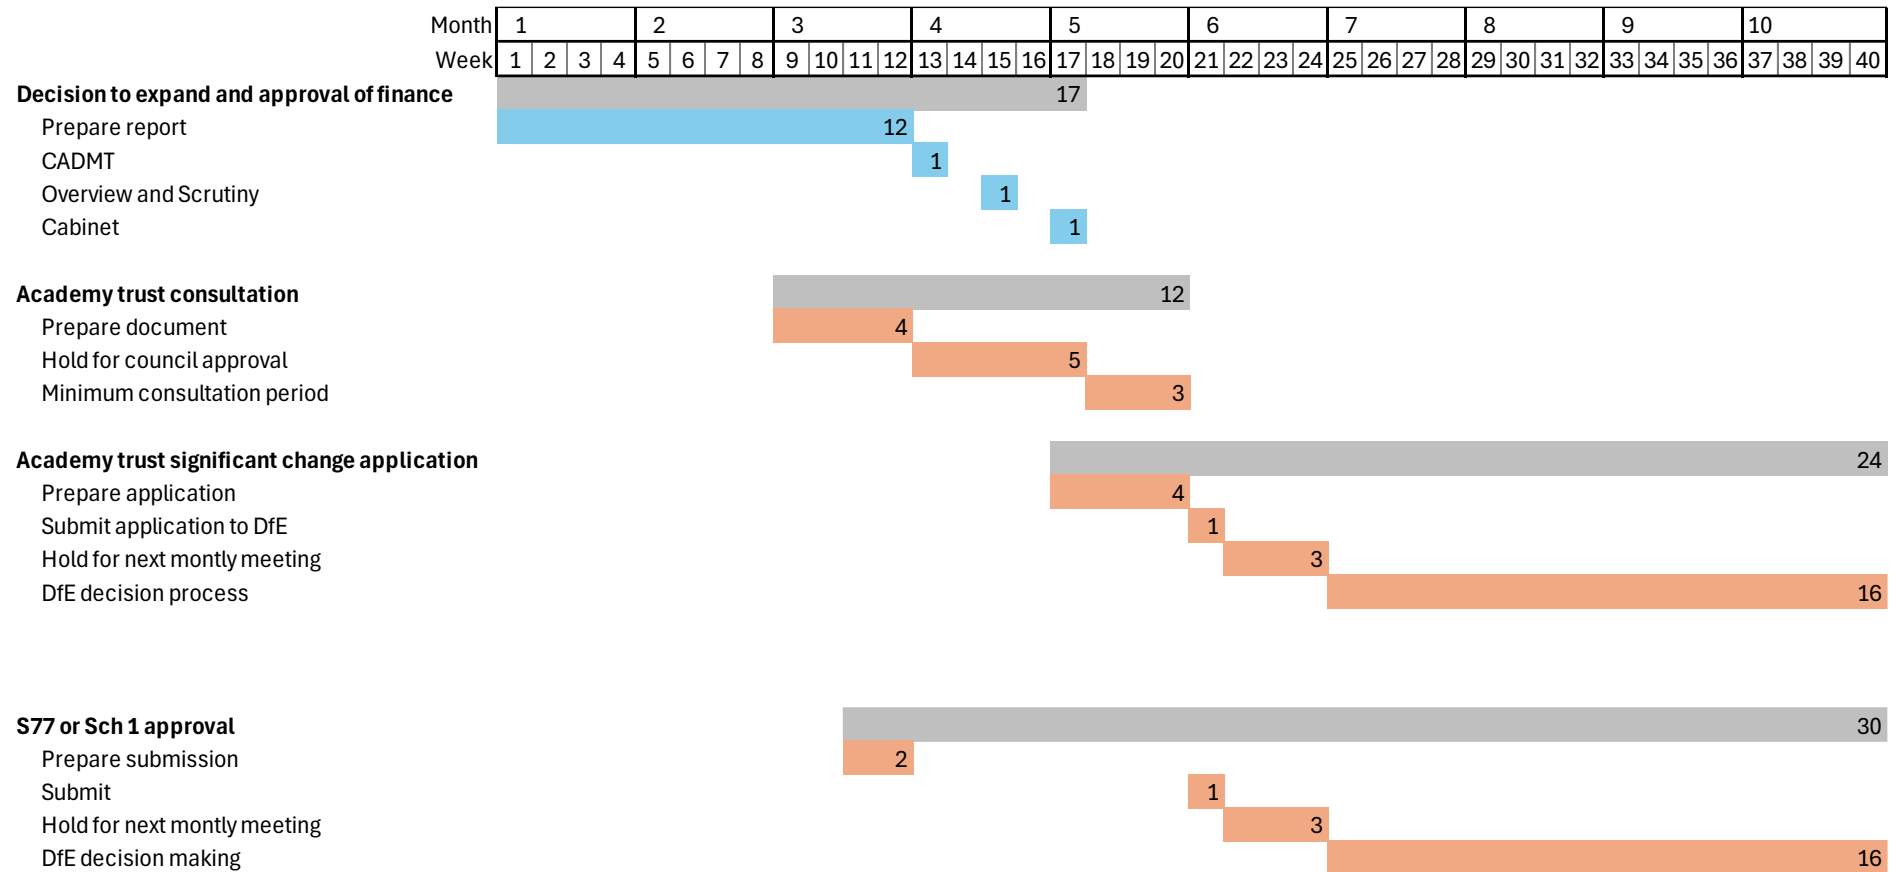 Month 1 2 3 4 5 6 7 8 9 10
Week 1 2 3 4 5 6 7 8 9 10 11 12 13 14 15 16 17 18 19 20 21 22 23 24 25 26 27 28 29 30 31 32 33 34 35 36 37 38 39 40
Decision to expand and approval of finance 17
Prepare report 12
CADMT 1
Overview and Scrutiny 1
Cabinet 1
Academy trust consultation 12
Prepare document 4
Hold for council approval 5
Minimum consultation period 3
Academy trust significant change application 24
Prepare application 4
Submit application to DfE 1
Hold for next montly meeting 3
DfE decision process 16
S77 or Sch 1 approval 30
Prepare submission 2
Submit 1
Hold for next montly meeting 3
DfE decision making 16